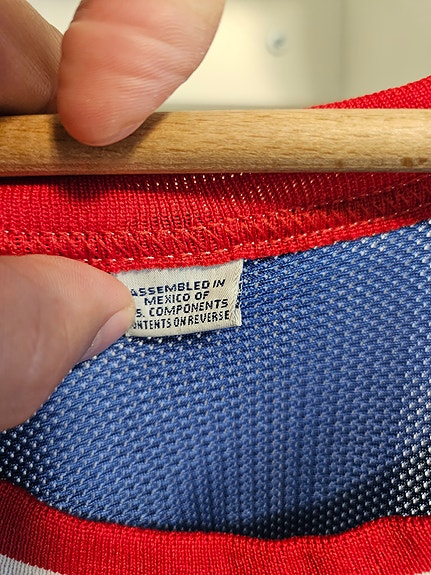 ASSEMBLED IN
MEXICO OF
S. COMPONENTS
ONTENTS ON REVERSE